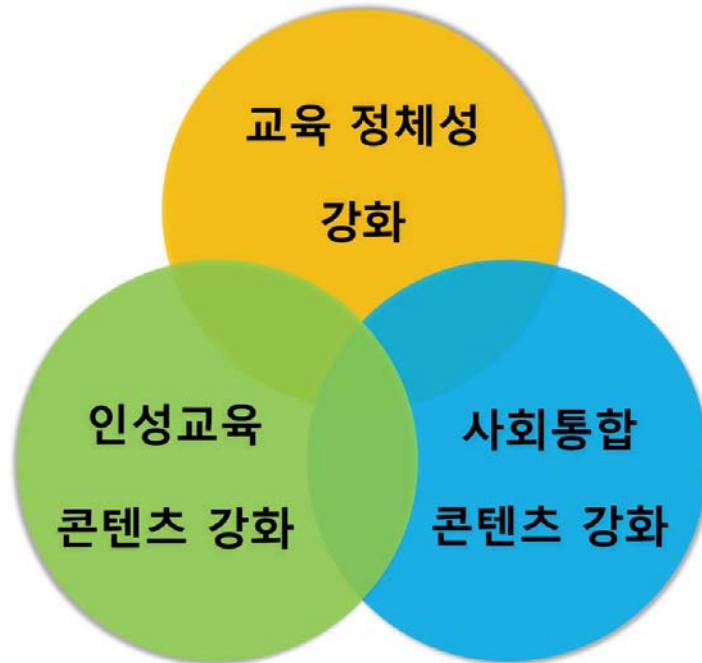 교육 정체성
강화
인성교육
콘텐츠 강화
사회통합
콘텐츠 강화